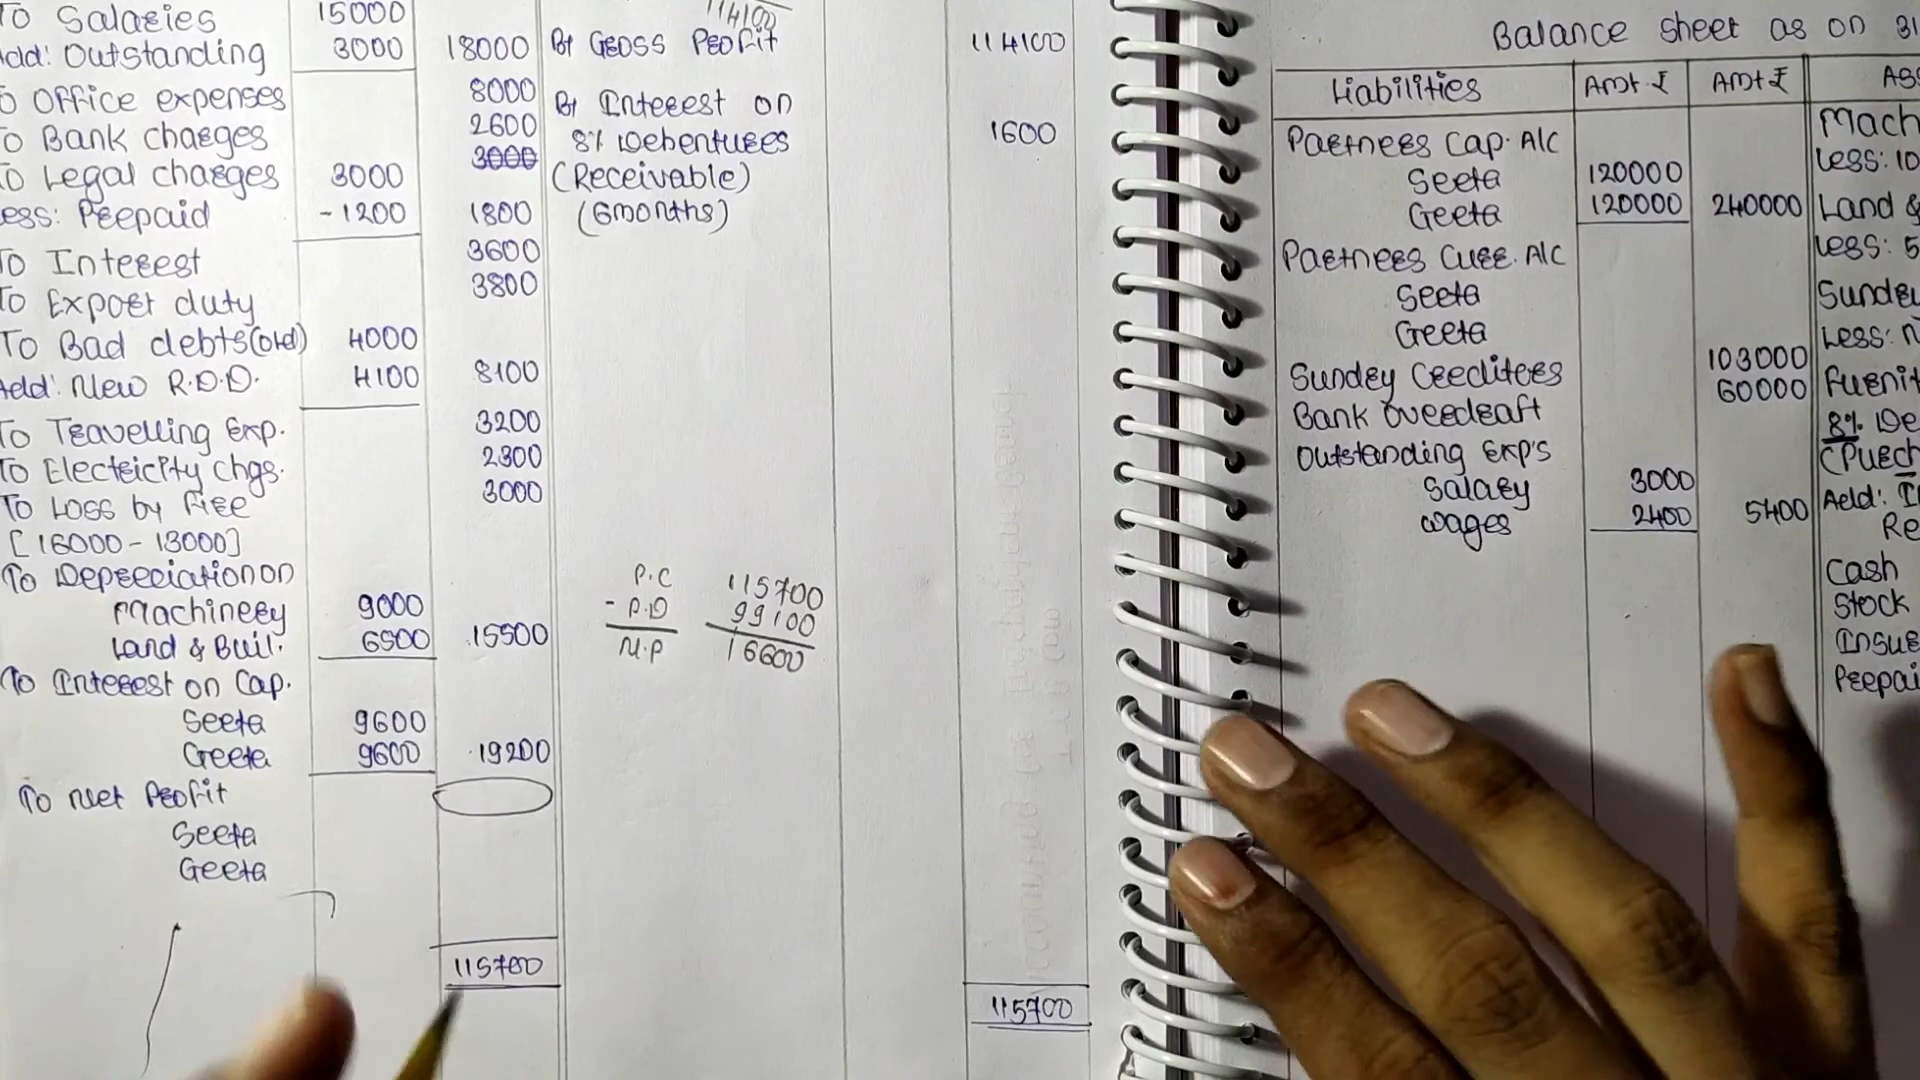 To Salaries 15000
Add: Outstanding 3000 18000
To Office expenses 8000
To Bank charges 2600
3000
To Legal charges 3000
Less: Prepaid -1200 1800
To Interest 3600
To Export duty 3800
To Bad debts(old) 4000
Add: New R.D.D. 4100 8100
To Travelling Exp. 3200
To Electricity Chgs. 2300
To Loss by fire 3000
[16000-13000]
To Depreciation on
Machinery 9000
Land & Buil. 6500 15500
To Interest on Cap.
Seeta 9600
Geeta 9600 19200
To Net Profit
Seeta
Geeta
115700
114100
By Gross Profit 114100
By Interest on
8% Debentures 1600
(Receivable)
(6months)
P.C 115700
- P.D 99100
N.P 16600
115700
Balance sheet as on 31
Liabilities Amt ₹ Amt ₹ Ass
Partners Cap. A/C
Seeta 120000
Geeta 120000 240000
Partners Curr. A/C
Seeta
Geeta
Sundry Creditors 103000
Bank Overdraft 60000
Outstanding Exp's
Salary 3000
Wages 2400 5400
Mach
Less: 10
Land &
Less: 5
Sundry
Less: N
Furnit
8% De
(Purch
Add: I
Re
Cash
Stock
Insur
Prepai